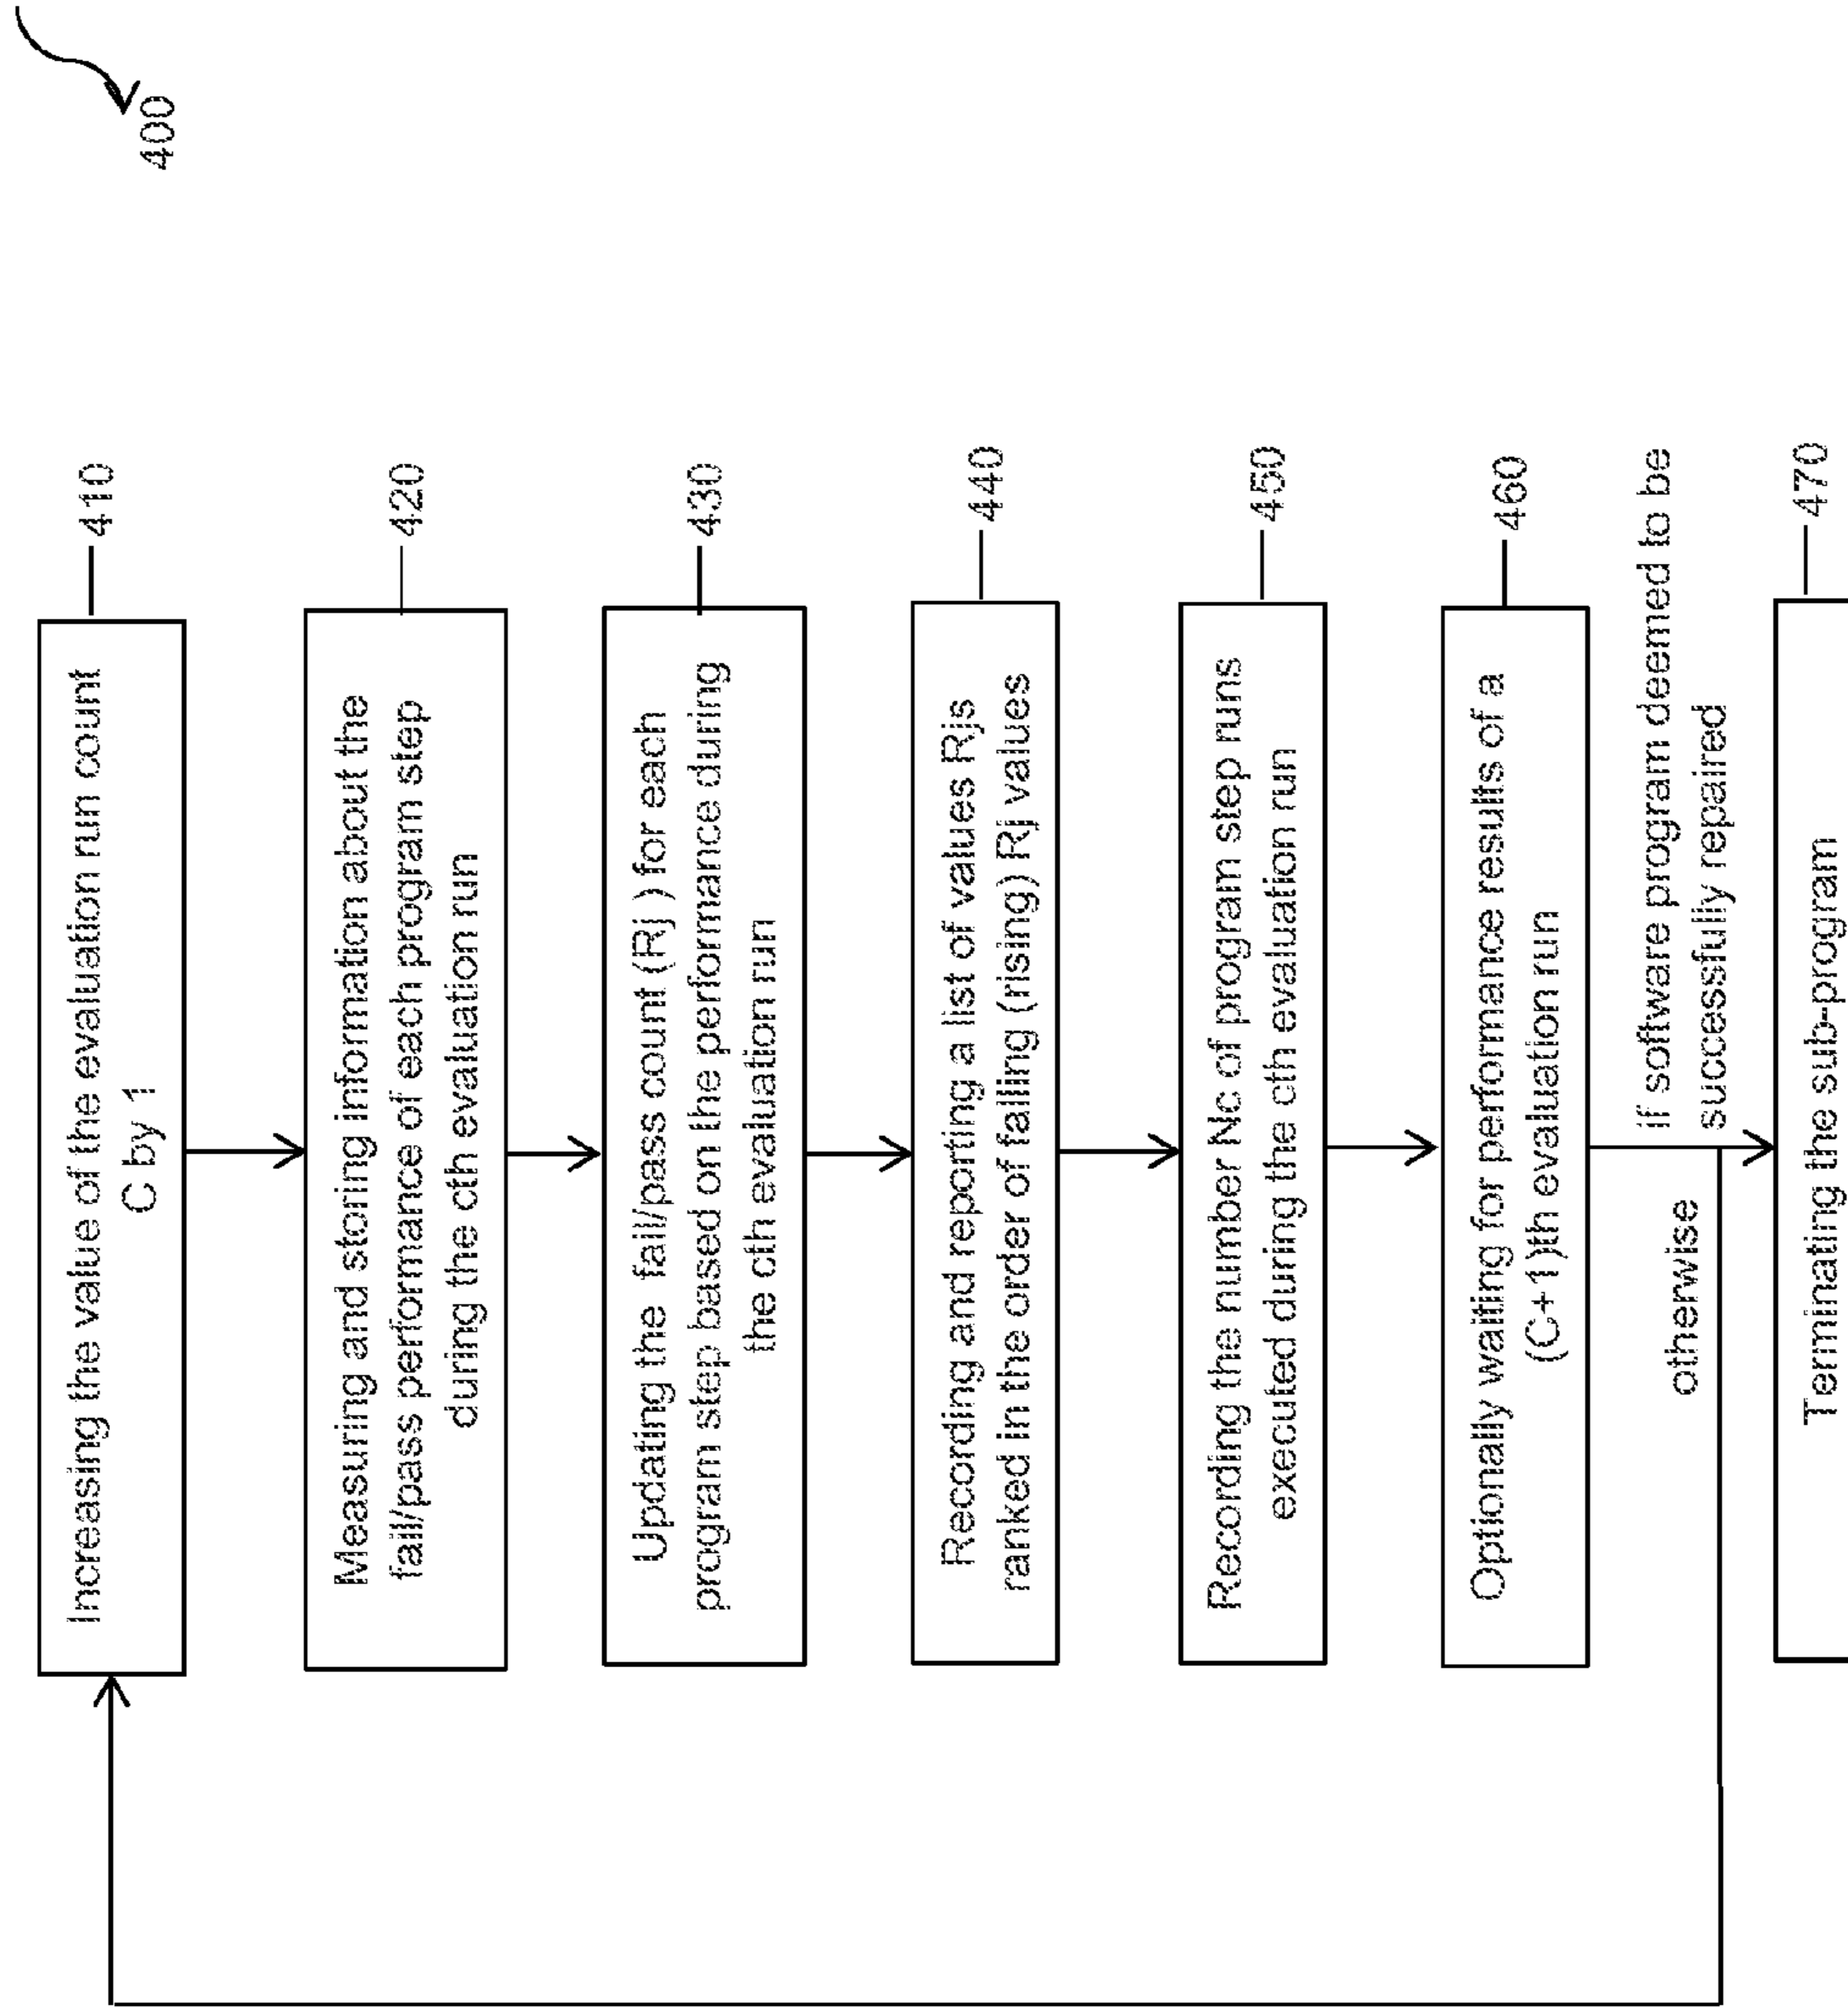 400
Increasing the value of the evaluation run count
C by 1
410
Measuring and storing information about the
fail/pass performance of each program step
during the cth evaluation run
420
Updating the fail/pass count (Rj ) for each
program step based on the performance during
the cth evaluation run
430
Recording and reporting a list of values Rjs
ranked in the order of falling (rising) Rj values
440
Recording the number Nc of program step runs
executed during the cth evaluation run
450
Optionally waiting for performance results of a
(C+1)th evaluation run
460
if software program deemed to be
successfully repaired
otherwise
Terminating the sub-program
470